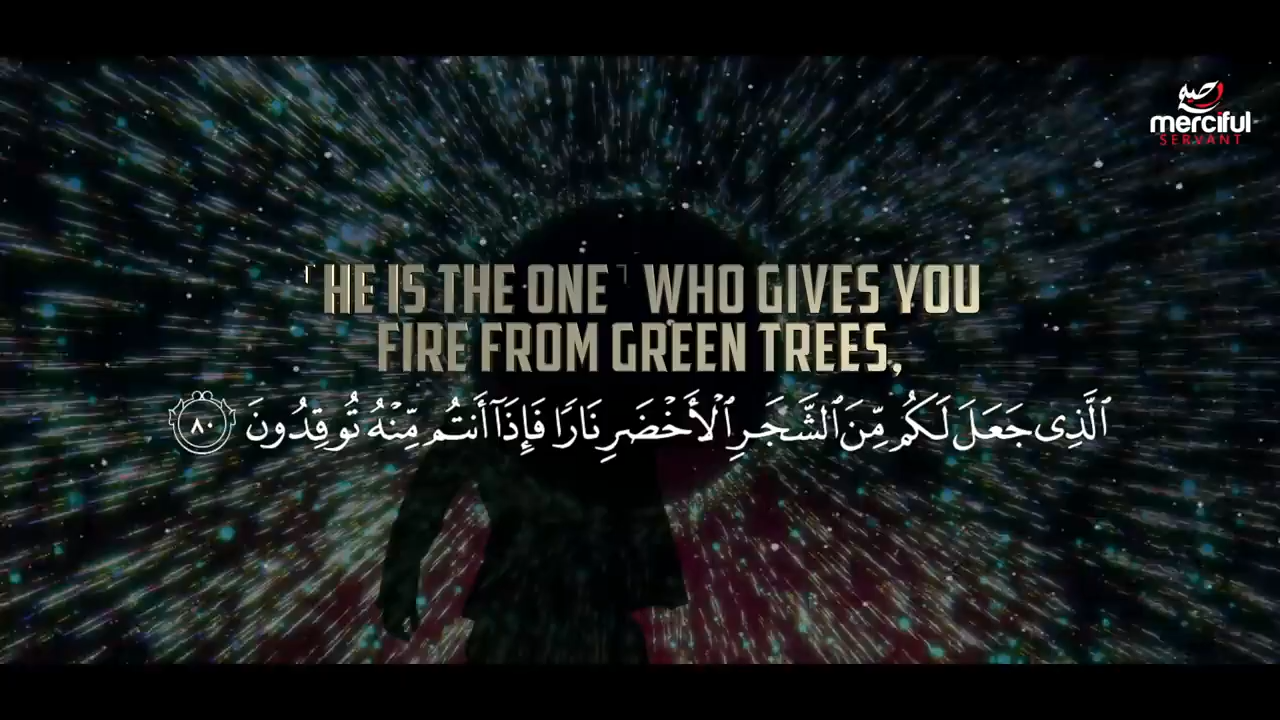 merciful
SERVANT
「HE IS THE ONE」 WHO GIVES YOU
FIRE FROM GREEN TREES,
ٱلَّذِى جَعَلَ لَكُم مِّنَ ٱلشَّجَرِ ٱلْأَخْضَرِ نَارًا فَإِذَآ أَنتُم مِّنْهُ تُوقِدُونَ ٨٠